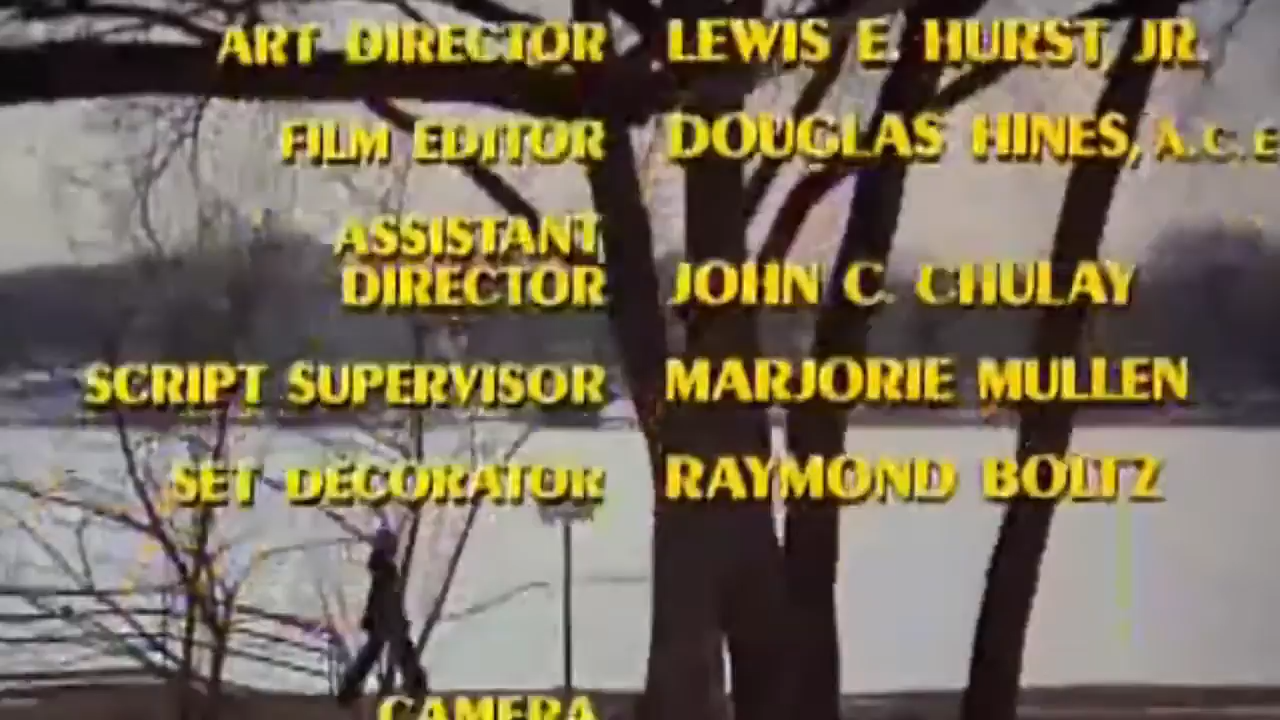 ART DIRECTOR LEWIS E. HURST, JR.
FILM EDITOR DOUGLAS HINES, A.C.E
ASSISTANT
DIRECTOR JOHN C. CHULAY
SCRIPT SUPERVISOR MARJORIE MULLEN
SET DECORATOR RAYMOND BOLTZ
CAMERA